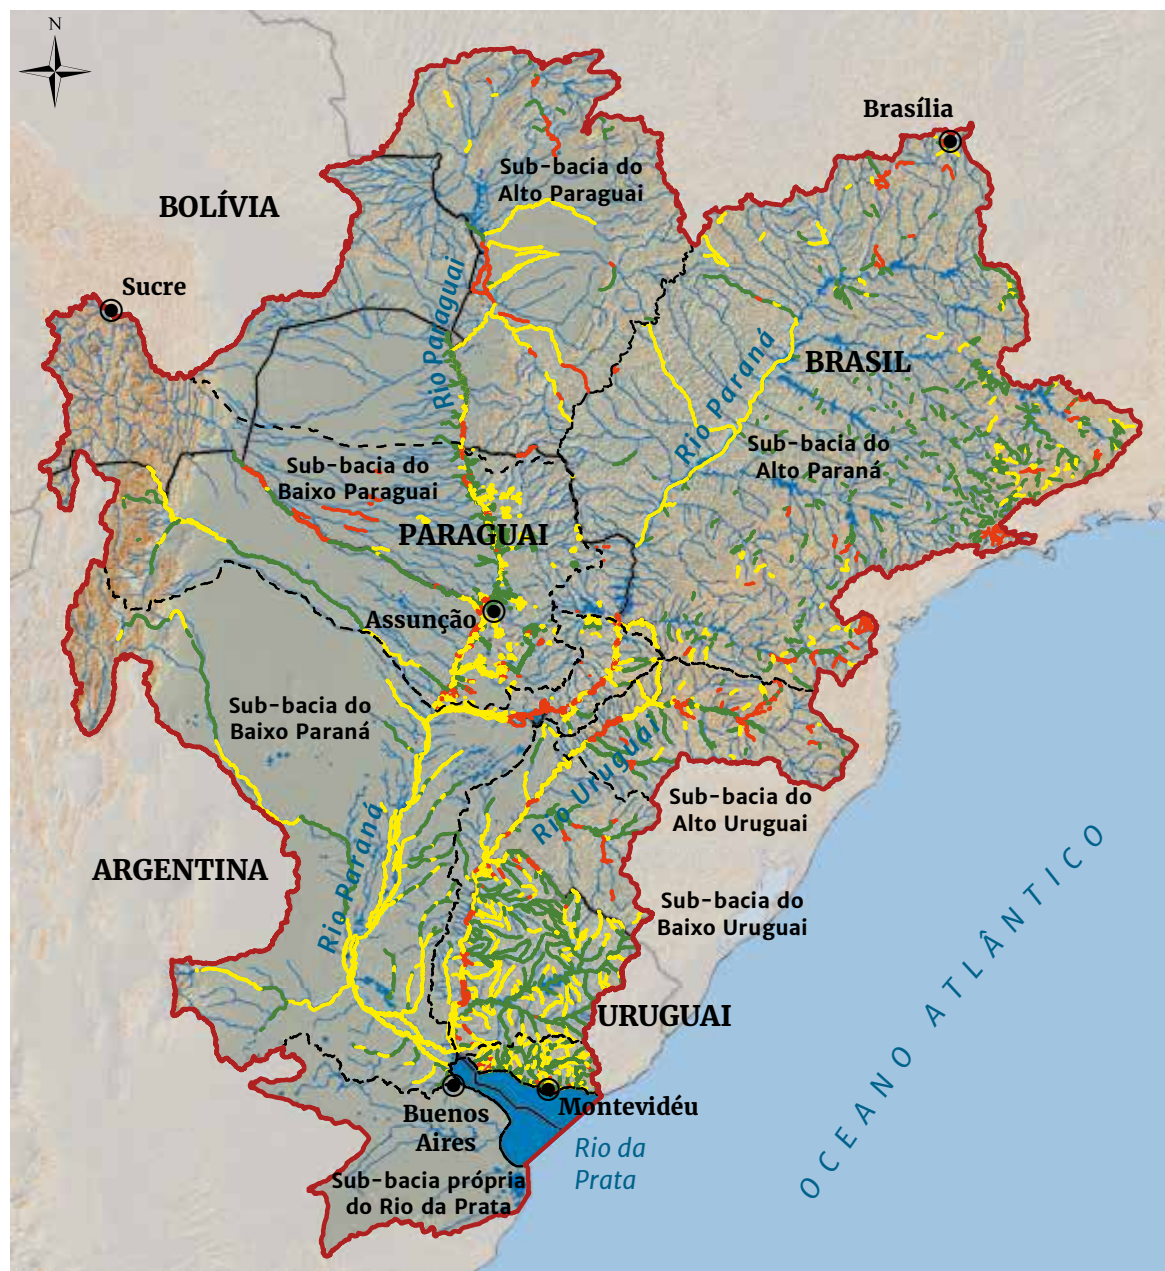 N
Brasília
Sub-bacia do
Alto Paraguai
BOLÍVIA
Sucre
Rio Paraguai
BRASIL
Rio Paraná
Sub-bacia do
Alto Paraná
Sub-bacia do
Baixo Paraguai
PARAGUAI
Assunção
Sub-bacia do
Baixo Paraná
Rio Uruguai
Sub-bacia do
Alto Uruguai
ARGENTINA
Rio Paraná
Sub-bacia do
Baixo Uruguai
OCEANO ATLÂNTICO
URUGUAI
Buenos
Aires
Montevidéu
Rio da
Prata
Sub-bacia própria
do Rio da Prata